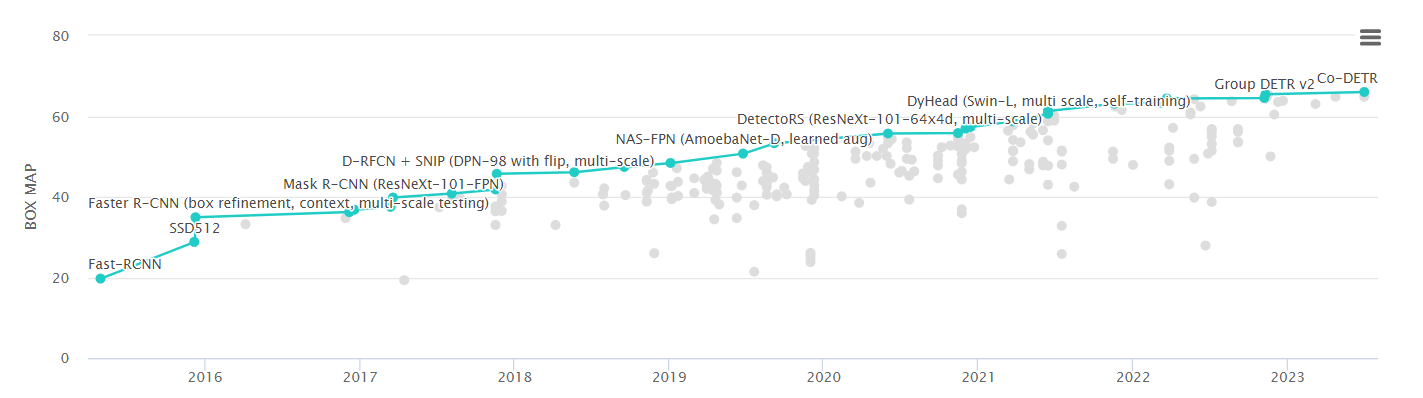 80
60
40
20
0
BOX MAP
Co-DETR
Group DETR v2
DyHead (Swin-L, multi scale, self-training)
DetectoRS (ResNeXt-101-64x4d, multi-scale)
NAS-FPN (AmoebaNet-D, learned aug)
D-RFCN + SNIP (DPN-98 with flip, multi-scale)
Mask R-CNN (ResNeXt-101-FPN)
Faster R-CNN (box refinement, context, multi-scale testing)
SSD512
Fast-RCNN
2016 2017 2018 2019 2020 2021 2022 2023